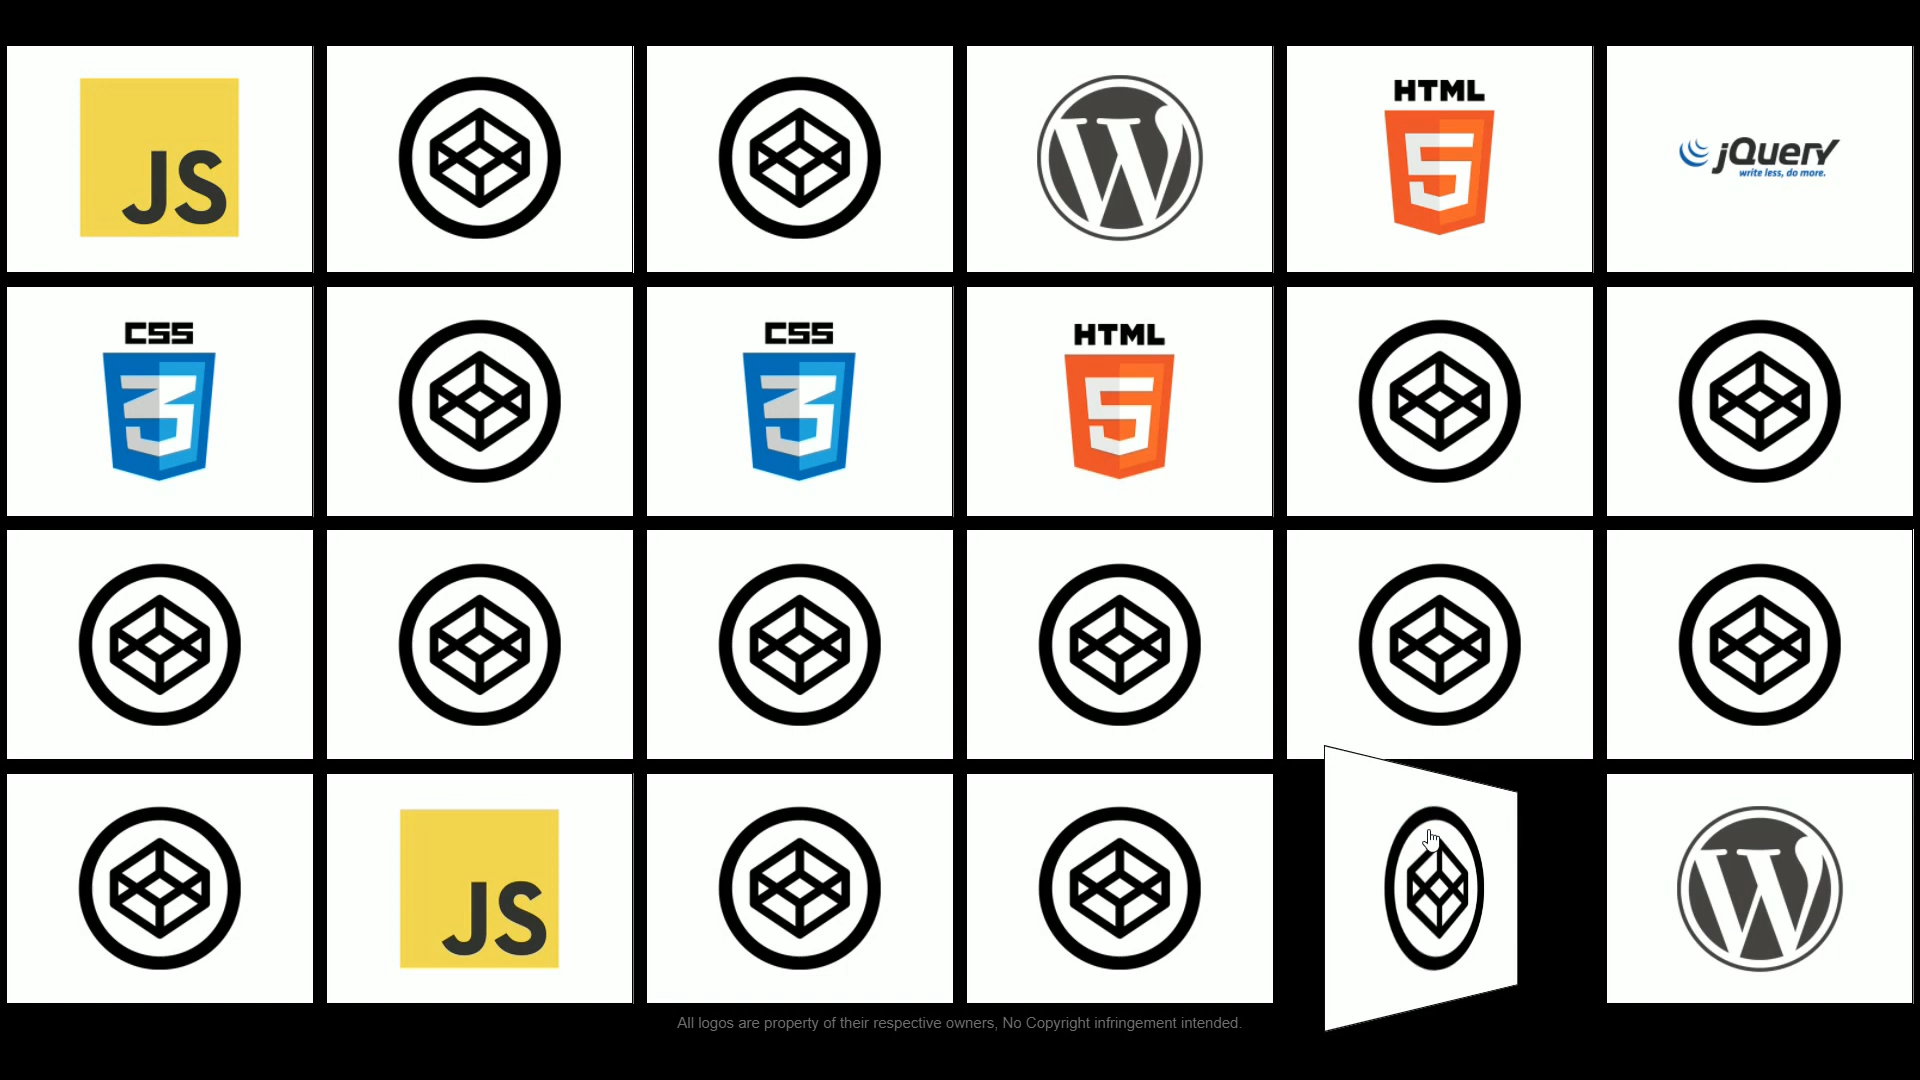 JS
HTML
5
jQuery
write less, do more.
CSS
3
CSS
3
HTML
5
JS
All logos are property of their respective owners, No Copyright infringement intended.